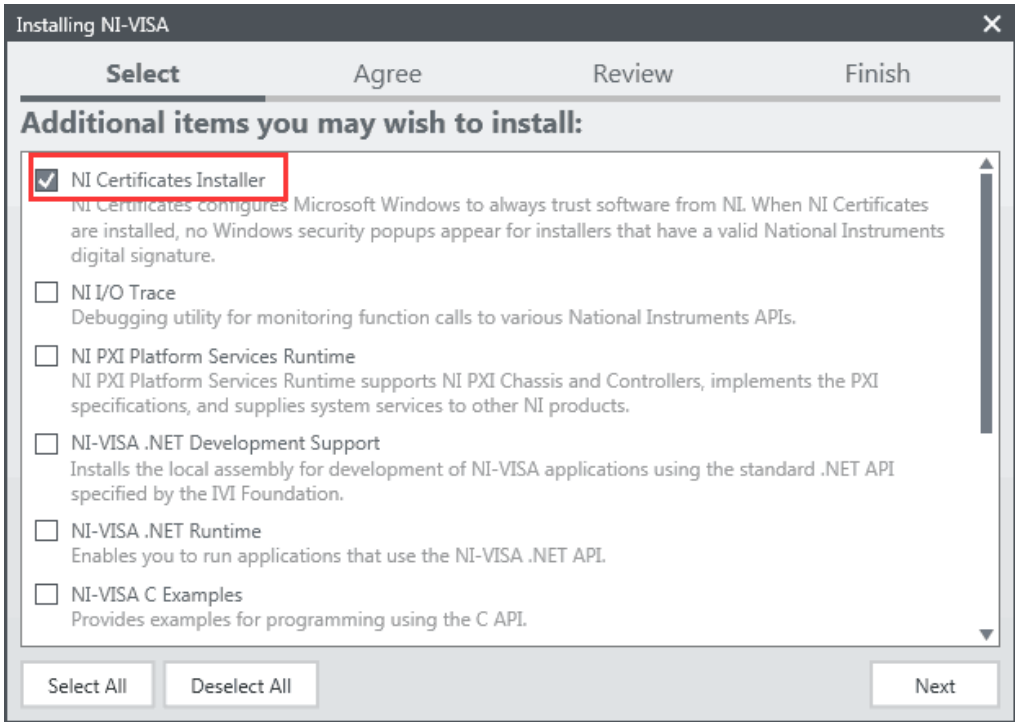 Installing NI-VISA
Select Agree Review Finish
Additional items you may wish to install:
NI Certificates Installer
NI Certificates configures Microsoft Windows to always trust software from NI. When NI Certificates
are installed, no Windows security popups appear for installers that have a valid National Instruments
digital signature.
NI I/O Trace
Debugging utility for monitoring function calls to various National Instruments APIs.
NI PXI Platform Services Runtime
NI PXI Platform Services Runtime supports NI PXI Chassis and Controllers, implements the PXI
specifications, and supplies system services to other NI products.
NI-VISA .NET Development Support
Installs the local assembly for development of NI-VISA applications using the standard .NET API
specified by the IVI Foundation.
NI-VISA .NET Runtime
Enables you to run applications that use the NI-VISA .NET API.
NI-VISA C Examples
Provides examples for programming using the C API.
Select All Deselect All Next